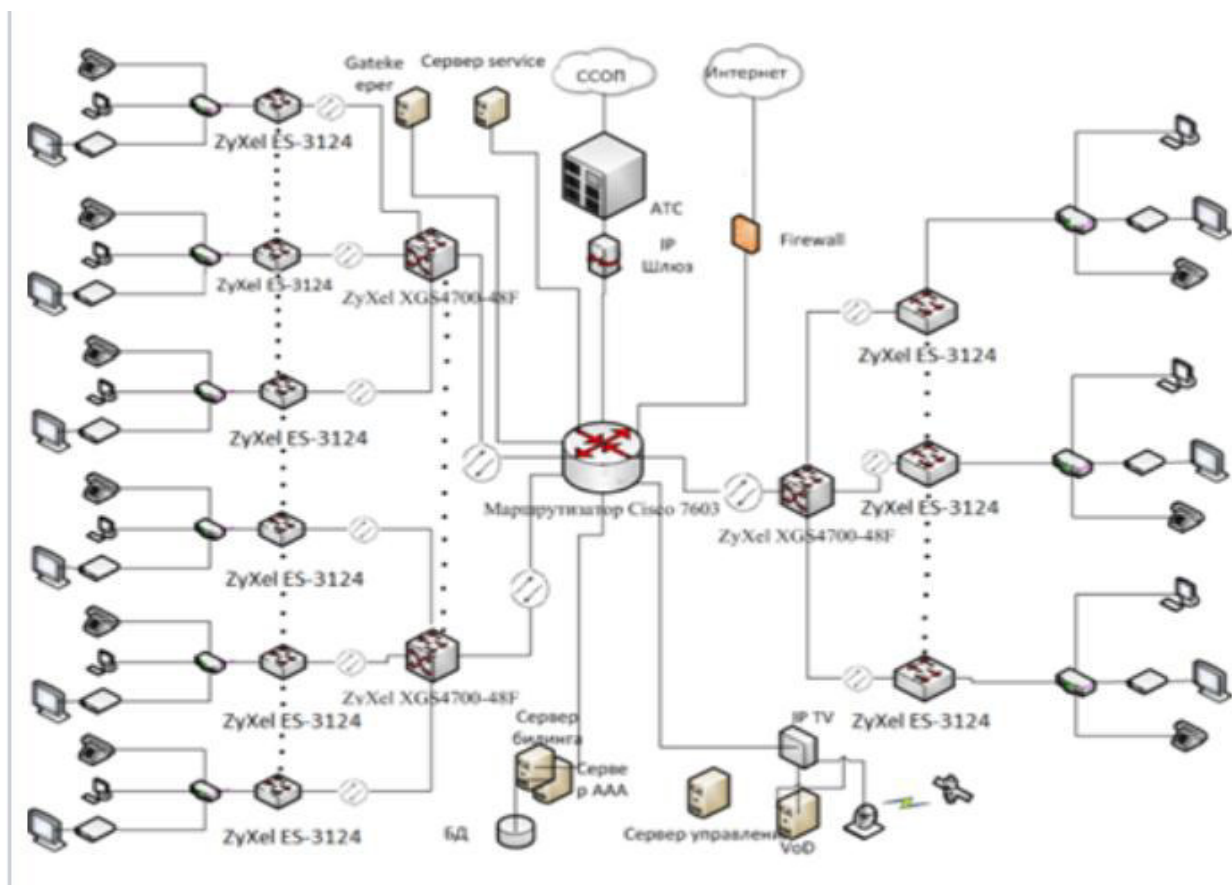 Gateke
eper
Сервер service
ССОП
Интернет
ZyXel ES-3124
АТС
IP
Шлюз
Firewall
ZyXel ES-3124
ZyXel XGS4700-48F
ZyXel ES-3124
ZyXel ES-3124
ZyXel ES-3124
Маршрутизатор Cisco 7603
ZyXel XGS4700-48F
ZyXel ES-3124
ZyXel ES-3124
ZyXel XGS4700-48F
ZyXel ES-3124
ZyXel ES-3124
Сервер
билинга
Серве
р ААА
IP TV
БД
Сервер управления
VoD
ZyXel ES-3124